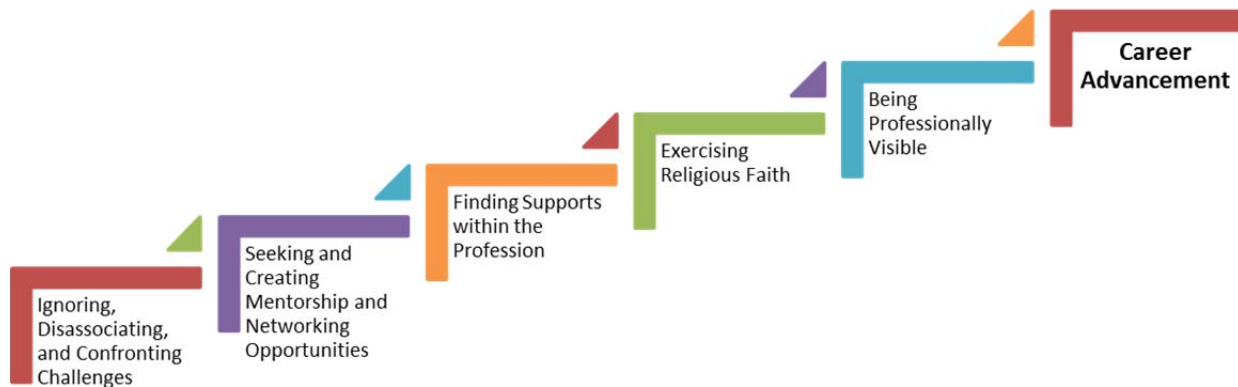 Ignoring,
Disassociating,
and Confronting
Challenges
Seeking and
Creating
Mentorship and
Networking
Opportunities
Finding Supports
within the
Profession
Exercising
Religious Faith
Being
Professionally
Visible
Career
Advancement